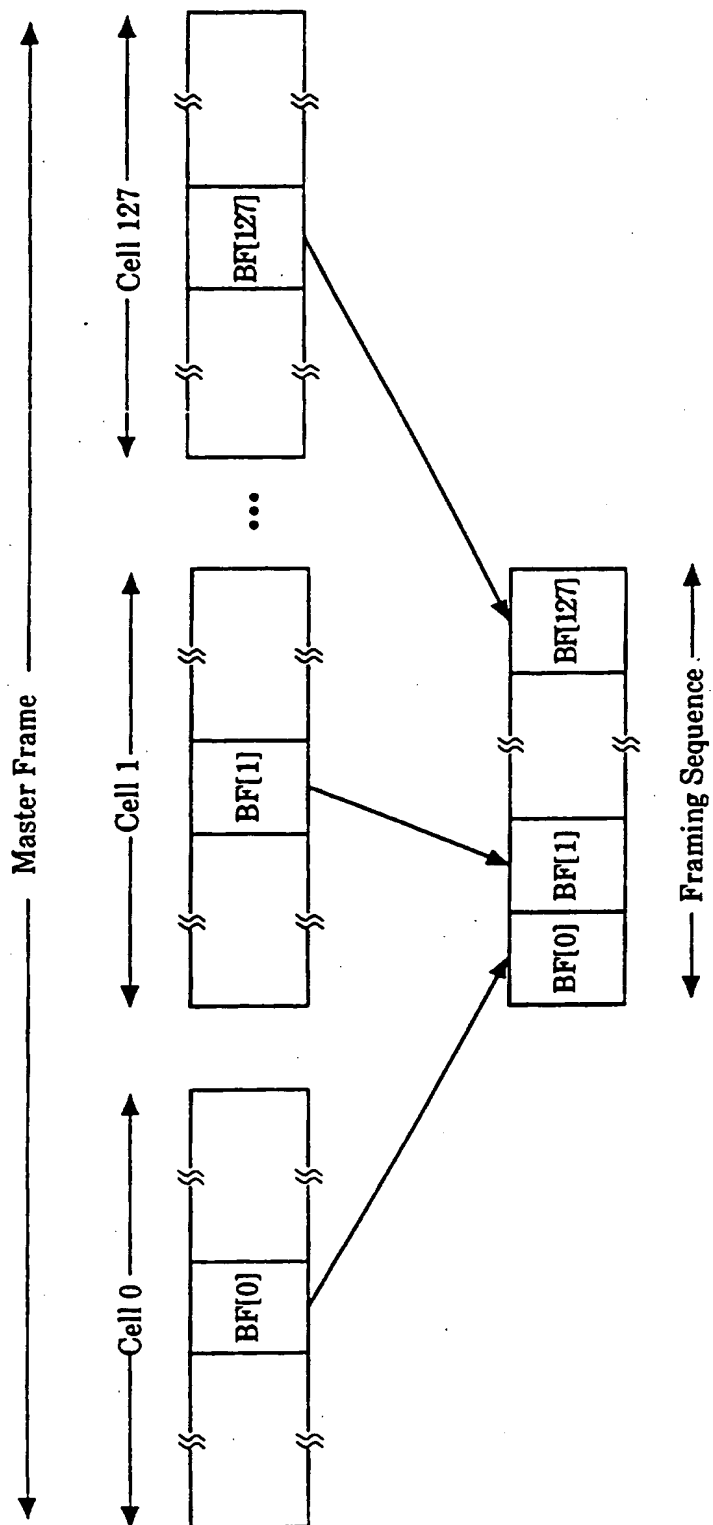 Master Frame
Cell 0
Cell 1
Cell 127
BF[0]
BF[1]
•••
BF[127]
BF[0]
BF[1]
BF[127]
Framing Sequence